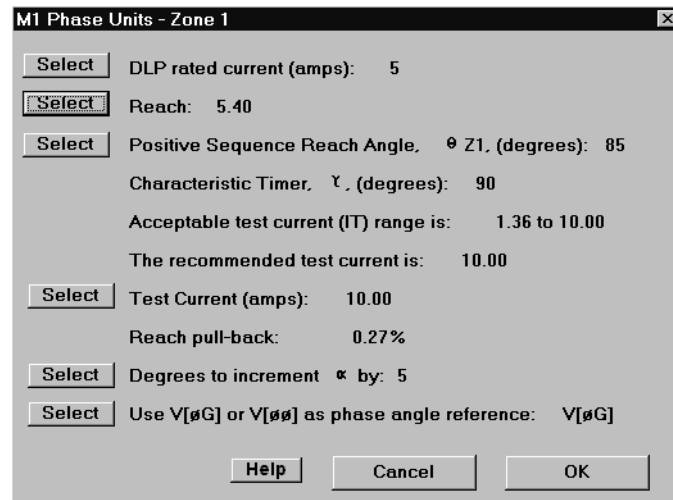 M1 Phase Units - Zone 1
Select DLP rated current (amps): 5
Select Reach: 5.40
Select Positive Sequence Reach Angle, θ Z1, (degrees): 85
Characteristic Timer, ϒ, (degrees): 90
Acceptable test current (IT) range is: 1.36 to 10.00
The recommended test current is: 10.00
Select Test Current (amps): 10.00
Reach pull-back: 0.27%
Select Degrees to increment ∝ by: 5
Select Use V[øG] or V[øø] as phase angle reference: V[øG]
Help Cancel OK